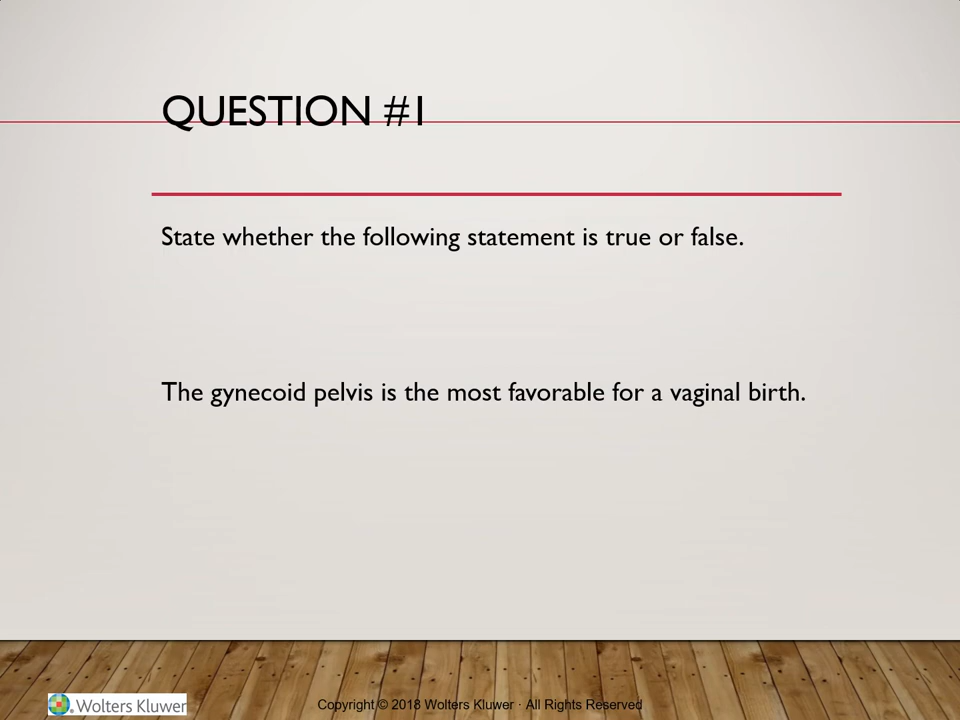 QUESTION #1
State whether the following statement is true or false.
The gynecoid pelvis is the most favorable for a vaginal birth.
Wolters Kluwer
Copyright © 2018 Wolters Kluwer · All Rights Reserved